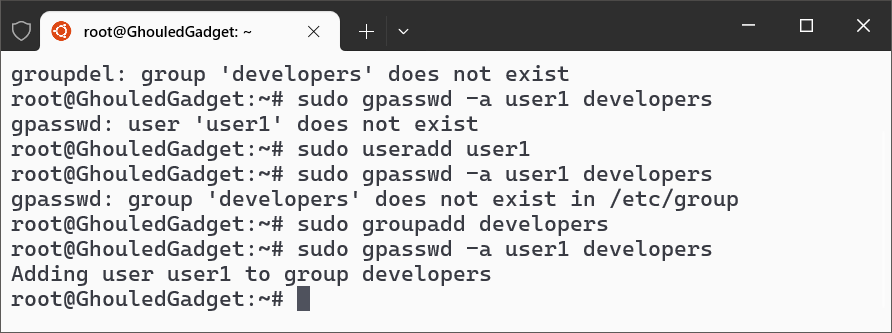 root@GhouledGadget: ~
groupdel: group 'developers' does not exist
root@GhouledGadget:~# sudo gpasswd -a user1 developers
gpasswd: user 'user1' does not exist
root@GhouledGadget:~# sudo useradd user1
root@GhouledGadget:~# sudo gpasswd -a user1 developers
gpasswd: group 'developers' does not exist in /etc/group
root@GhouledGadget:~# sudo groupadd developers
root@GhouledGadget:~# sudo gpasswd -a user1 developers
Adding user user1 to group developers
root@GhouledGadget:~#